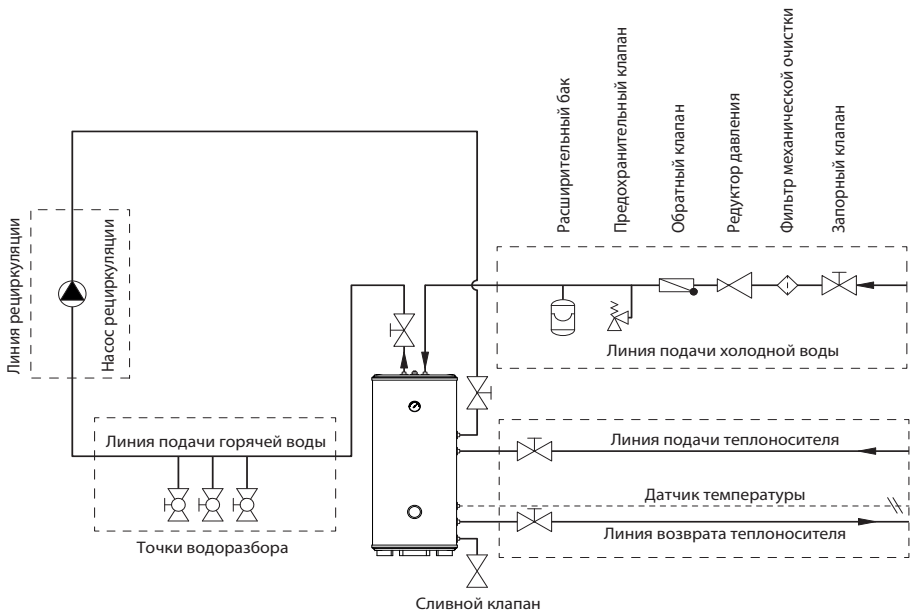 Расширительный бак
Предохранительный клапан
Обратный клапан
Редуктор давления
Фильтр механической очистки
Запорный клапан
Линия рециркуляции
Насос рециркуляции
Линия подачи холодной воды
Линия подачи горячей воды
Линия подачи теплоносителя
Датчик температуры
Линия возврата теплоносителя
Точки водоразбора
Сливной клапан